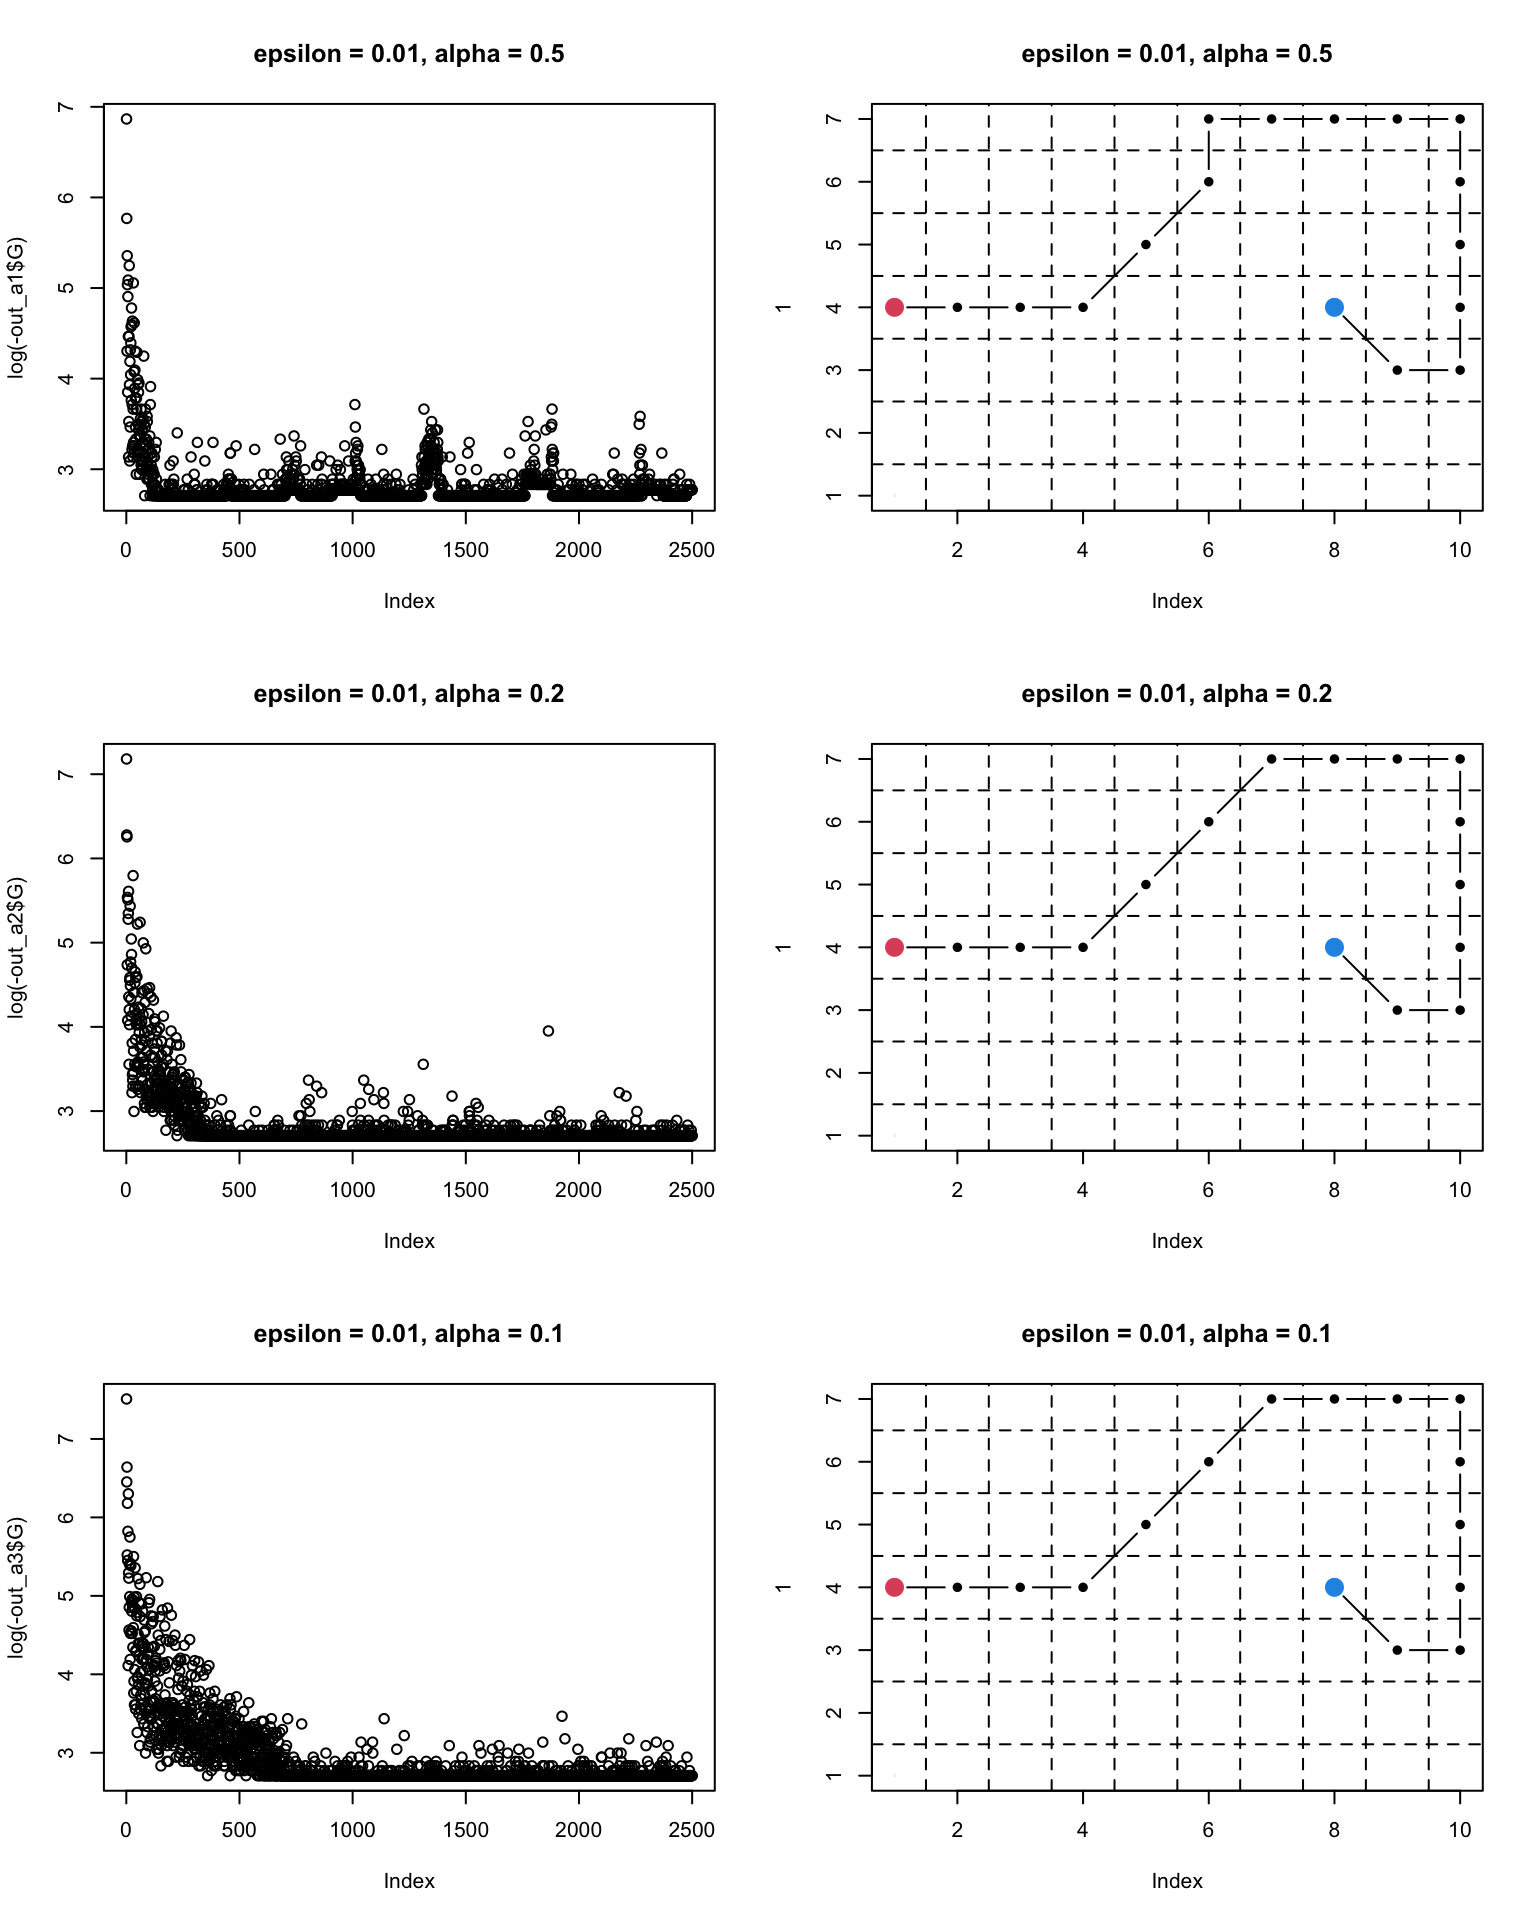 epsilon = 0.01, alpha = 0.5
log(-out_a1$G)
7
6
5
4
3
0 500 1000 1500 2000 2500
Index
epsilon = 0.01, alpha = 0.5
1
7
6
5
4
3
2
1
2 4 6 8 10
Index
epsilon = 0.01, alpha = 0.2
log(-out_a2$G)
7
6
5
4
3
0 500 1000 1500 2000 2500
Index
epsilon = 0.01, alpha = 0.2
1
7
6
5
4
3
2
1
2 4 6 8 10
Index
epsilon = 0.01, alpha = 0.1
log(-out_a3$G)
7
6
5
4
3
0 500 1000 1500 2000 2500
Index
epsilon = 0.01, alpha = 0.1
1
7
6
5
4
3
2
1
2 4 6 8 10
Index